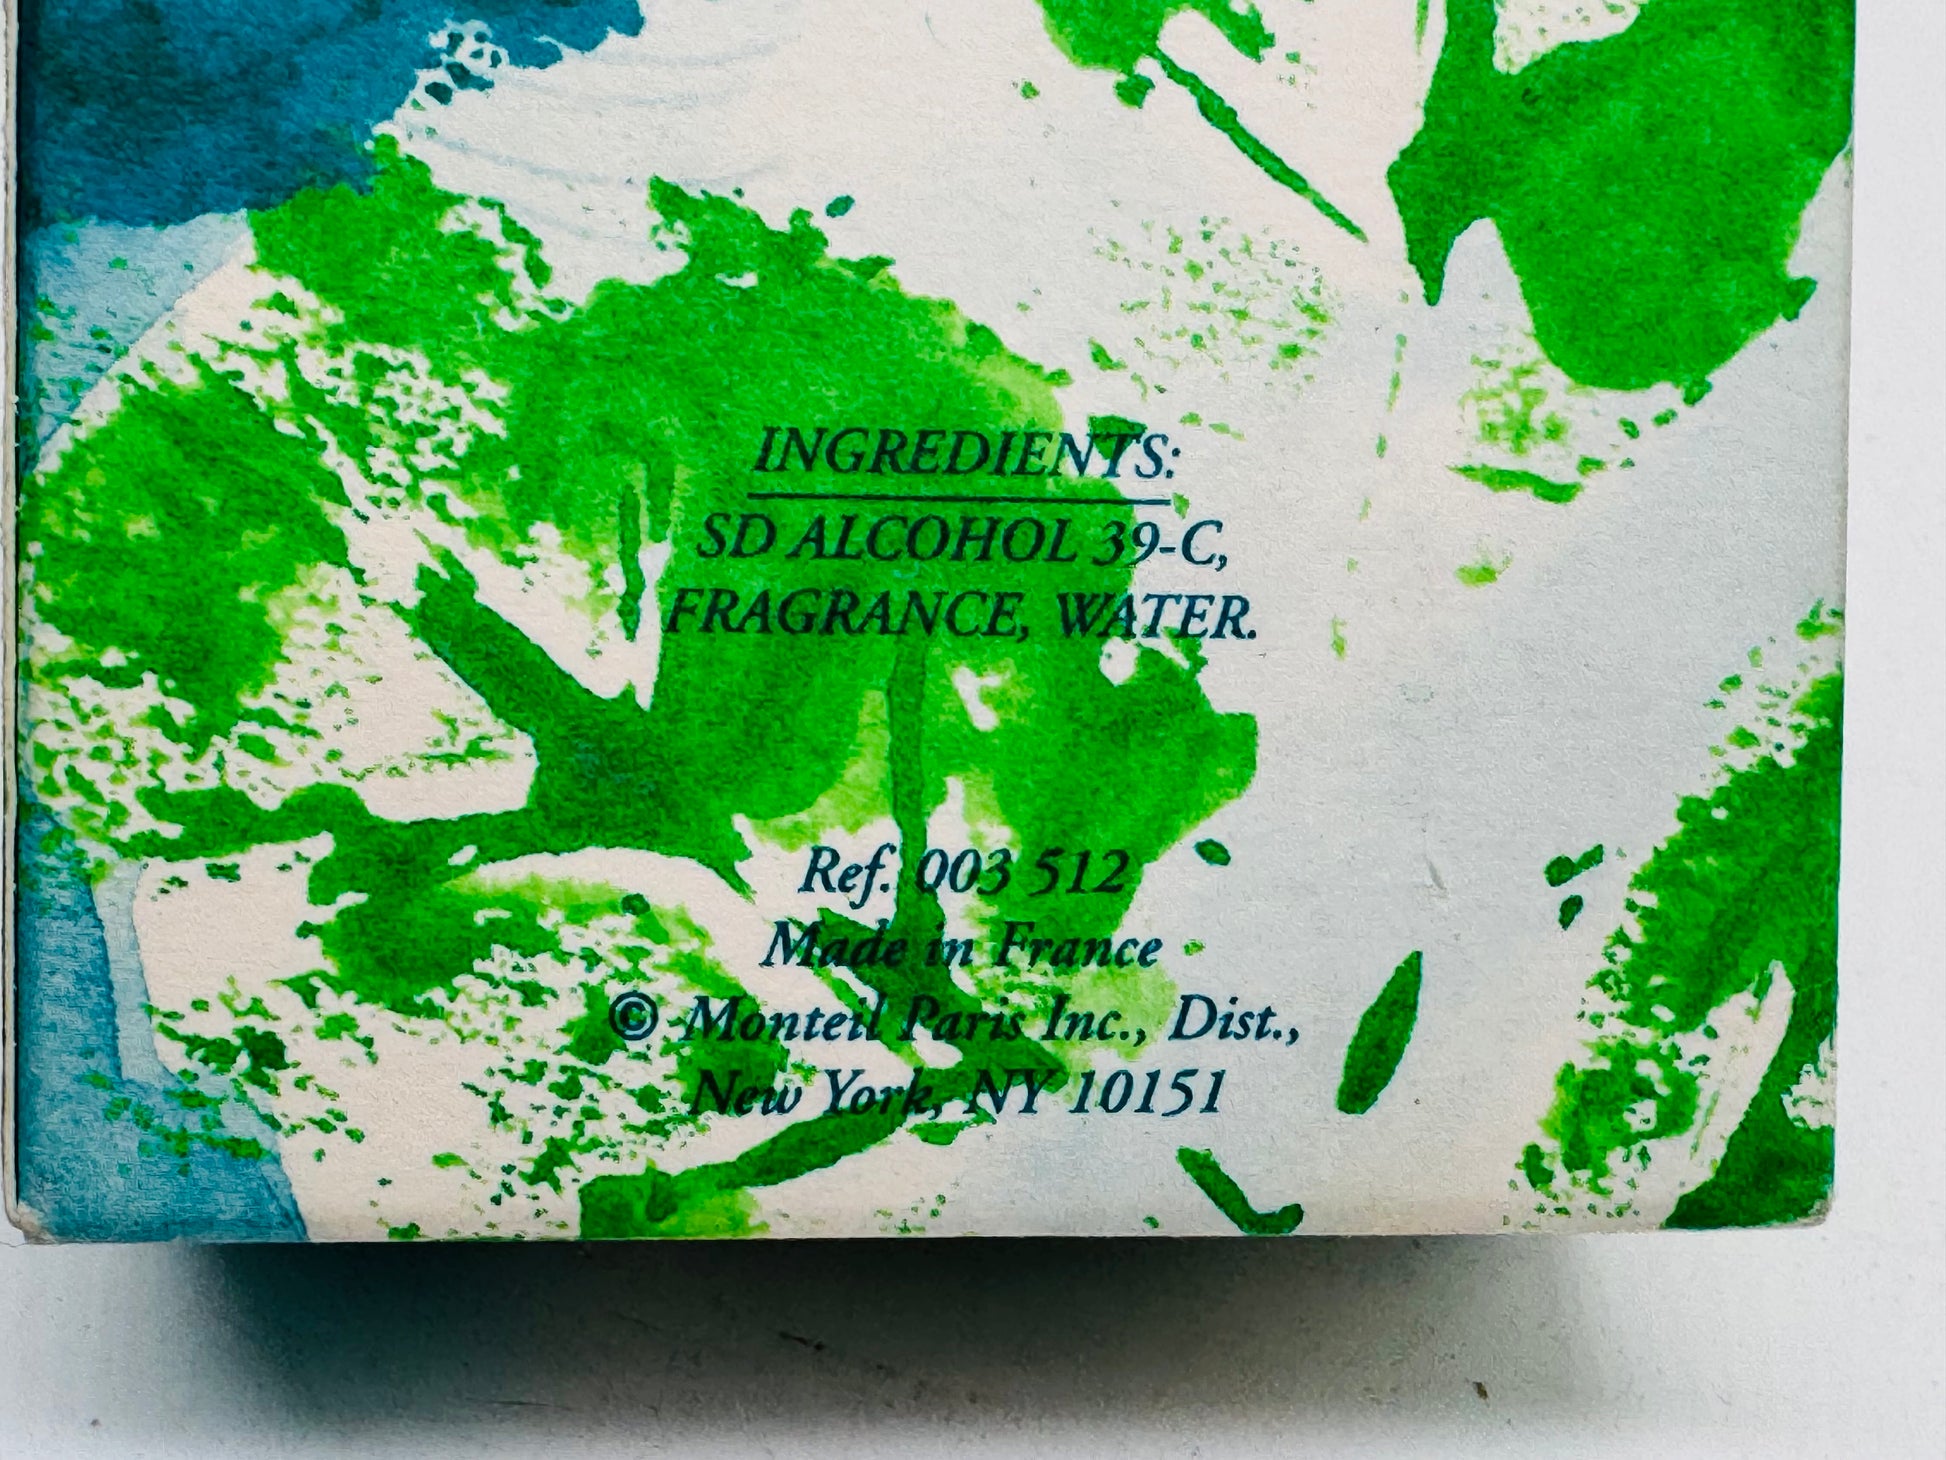 INGREDIENTS:
SD ALCOHOL 39-C,
FRAGRANCE, WATER.
Ref. 003 512
Made in France
© Monteil Paris Inc., Dist.,
New York, NY 10151